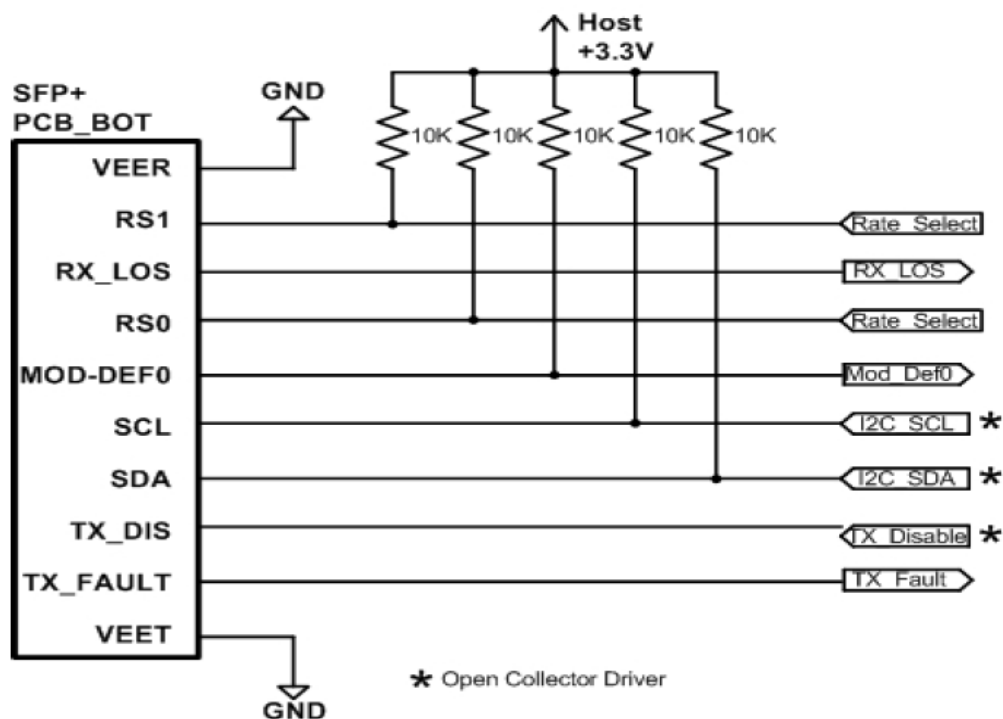 Host
+3.3V
SFP+
PCB_BOT
GND
10K
10K
10K
10K
10K
VEER
RS1
Rate_Select
RX_LOS
RX_LOS
RS0
Rate_Select
MOD-DEF0
Mod_Def0
SCL
I2C_SCL *
SDA
I2C_SDA *
TX_DIS
TX_Disable *
TX_FAULT
TX_Fault
VEET
* Open Collector Driver
GND